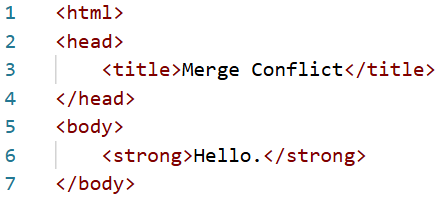 1 <html>
2 <head>
3     <title>Merge Conflict</title>
4 </head>
5 <body>
6     <strong>Hello.</strong>
7 </body>